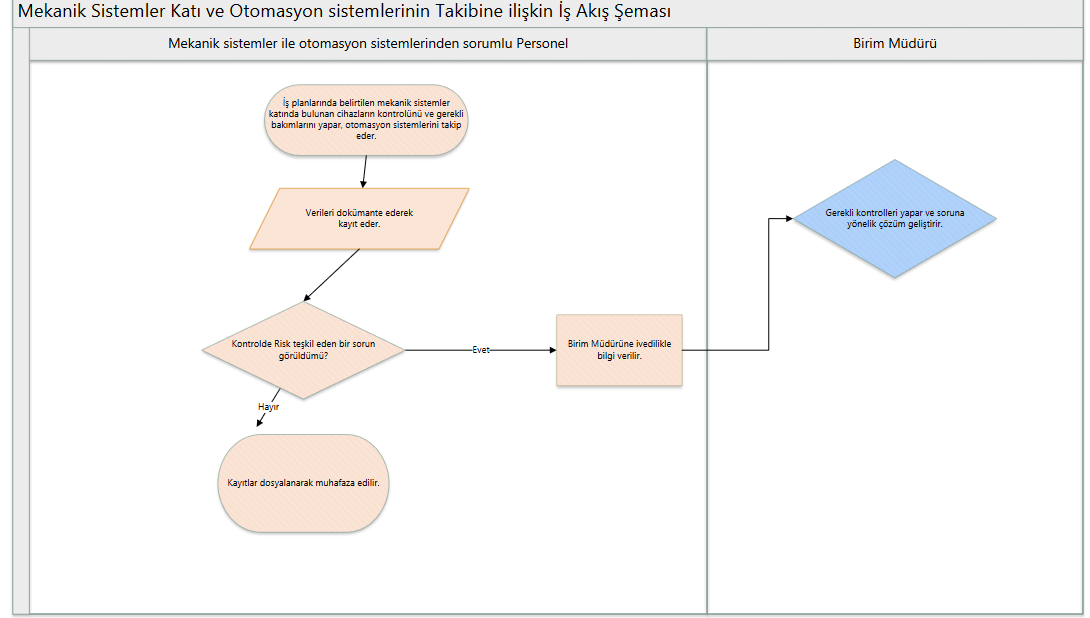 Mekanik Sistemler Katı ve Otomasyon sistemlerinin Takibine ilişkin İş Akış Şeması
Mekanik sistemler ile otomasyon sistemlerinden sorumlu Personel
Birim Müdürü
İş planlarında belirtilen mekanik sistemler
katında bulunan cihazların kontrolünü ve gerekli
bakımlarını yapar, otomasyon sistemlerini takip
eder.
Verileri dokümante ederek
kayıt eder.
Gerekli kontrolleri yapar ve soruna
yönelik çözüm geliştirir.
Kontrolde Risk teşkil eden bir sorun
görüldümü?
Evet
Birim Müdürüne ivedilikle
bilgi verilir.
Hayır
Kayıtlar dosyalanarak muhafaza edilir.